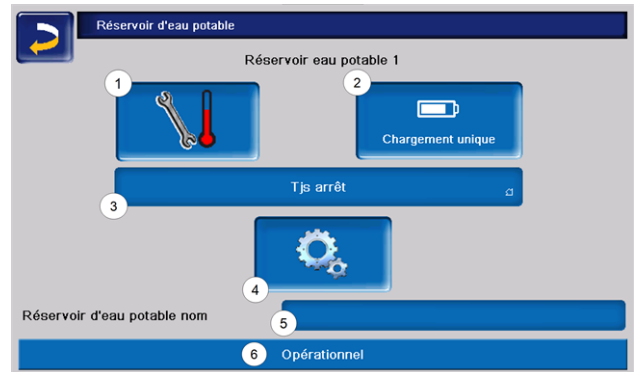 Réservoir d'eau potable
Réservoir eau potable 1
1
2
Chargement unique
Tjs arrêt
3
4
Réservoir d'eau potable nom
5
6 Opérationnel